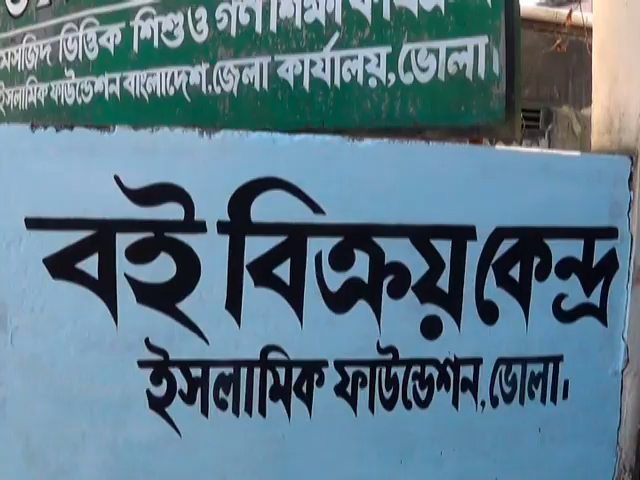 মসজিদ ভিত্তিক শিশু ও গণশিক্ষা কার্যক্রম
ইসলামিক ফাউন্ডেশন বাংলাদেশ, জেলা কার্যালয়, ভোলা।
বই বিক্রয় কেন্দ্র
ইসলামিক ফাউন্ডেশন, ভোলা।